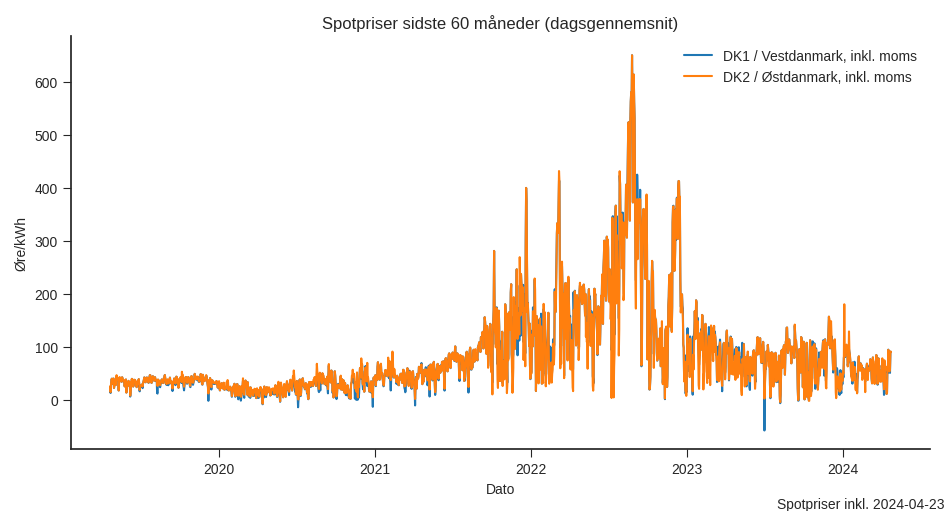 Spotpriser sidste 60 måneder (dagsgennemsnit)
DK1 / Vestdanmark, inkl. moms
DK2 / Østdanmark, inkl. moms
Øre/kWh
600
500
400
300
200
100
0
2020
2021
2022
2023
2024
Dato
Spotpriser inkl. 2024-04-23